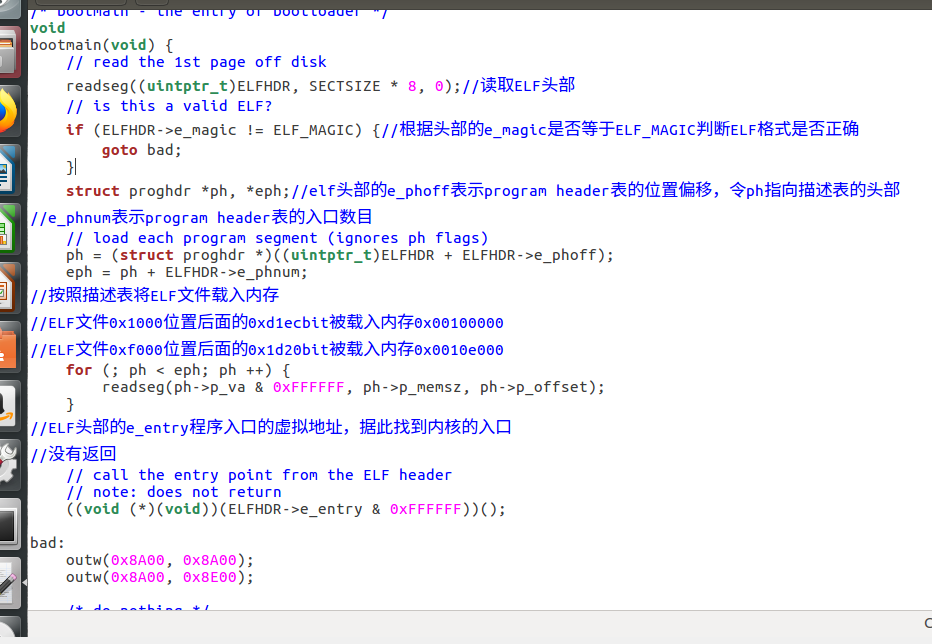 /* bootmain - the entry of bootloader */
void
bootmain(void) {
    // read the 1st page off disk
    readseg((uintptr_t)ELFHDR, SECTSIZE * 8, 0);//读取ELF头部
    // is this a valid ELF?
    if (ELFHDR->e_magic != ELF_MAGIC) {//根据头部的e_magic是否等于ELF_MAGIC判断ELF格式是否正确
        goto bad;
    }
    struct proghdr *ph, *eph;//elf头部的e_phoff表示program header表的位置偏移，令ph指向描述表的头部
//e_phnum表示program header表的入口数目
    // load each program segment (ignores ph flags)
    ph = (struct proghdr *)((uintptr_t)ELFHDR + ELFHDR->e_phoff);
    eph = ph + ELFHDR->e_phnum;
//按照描述表将ELF文件载入内存
//ELF文件0x1000位置后面的0xd1ecbit被载入内存0x00100000
//ELF文件0xf000位置后面的0x1d20bit被载入内存0x0010e000
    for (; ph < eph; ph ++) {
        readseg(ph->p_va & 0xFFFFFF, ph->p_memsz, ph->p_offset);
    }
//ELF头部的e_entry程序入口的虚拟地址，据此找到内核的入口
//没有返回
    // call the entry point from the ELF header
    // note: does not return
    ((void (*)(void))(ELFHDR->e_entry & 0xFFFFFF))();
bad:
    outw(0x8A00, 0x8A00);
    outw(0x8A00, 0x8E00);
    /* do nothing */